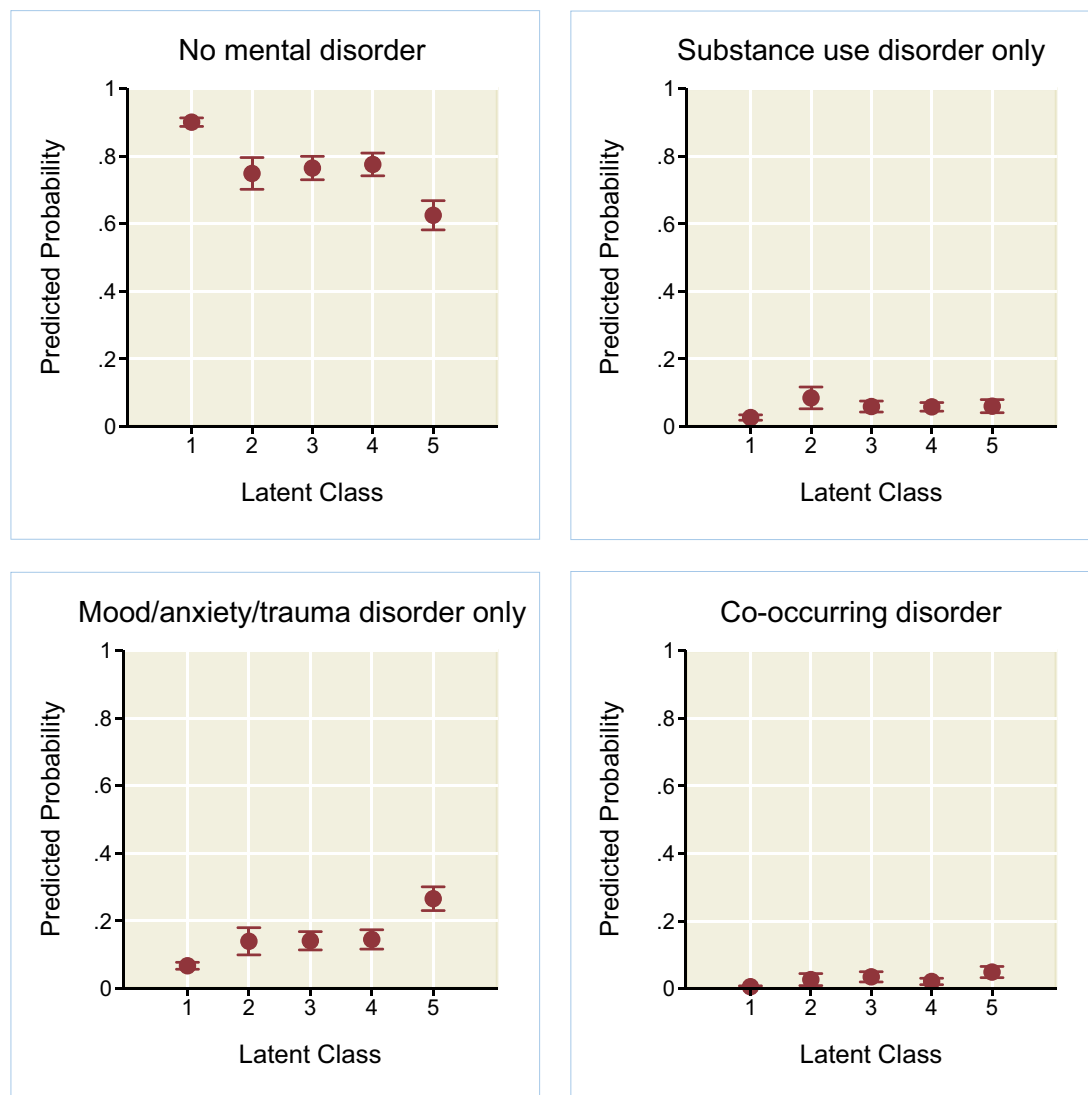 No mental disorder
Predicted Probability
1
.8
.6
.4
.2
0
1 2 3 4 5
Latent Class
Substance use disorder only
Predicted Probability
1
.8
.6
.4
.2
0
1 2 3 4 5
Latent Class
Mood/anxiety/trauma disorder only
Predicted Probability
1
.8
.6
.4
.2
0
1 2 3 4 5
Latent Class
Co-occurring disorder
Predicted Probability
1
.8
.6
.4
.2
0
1 2 3 4 5
Latent Class